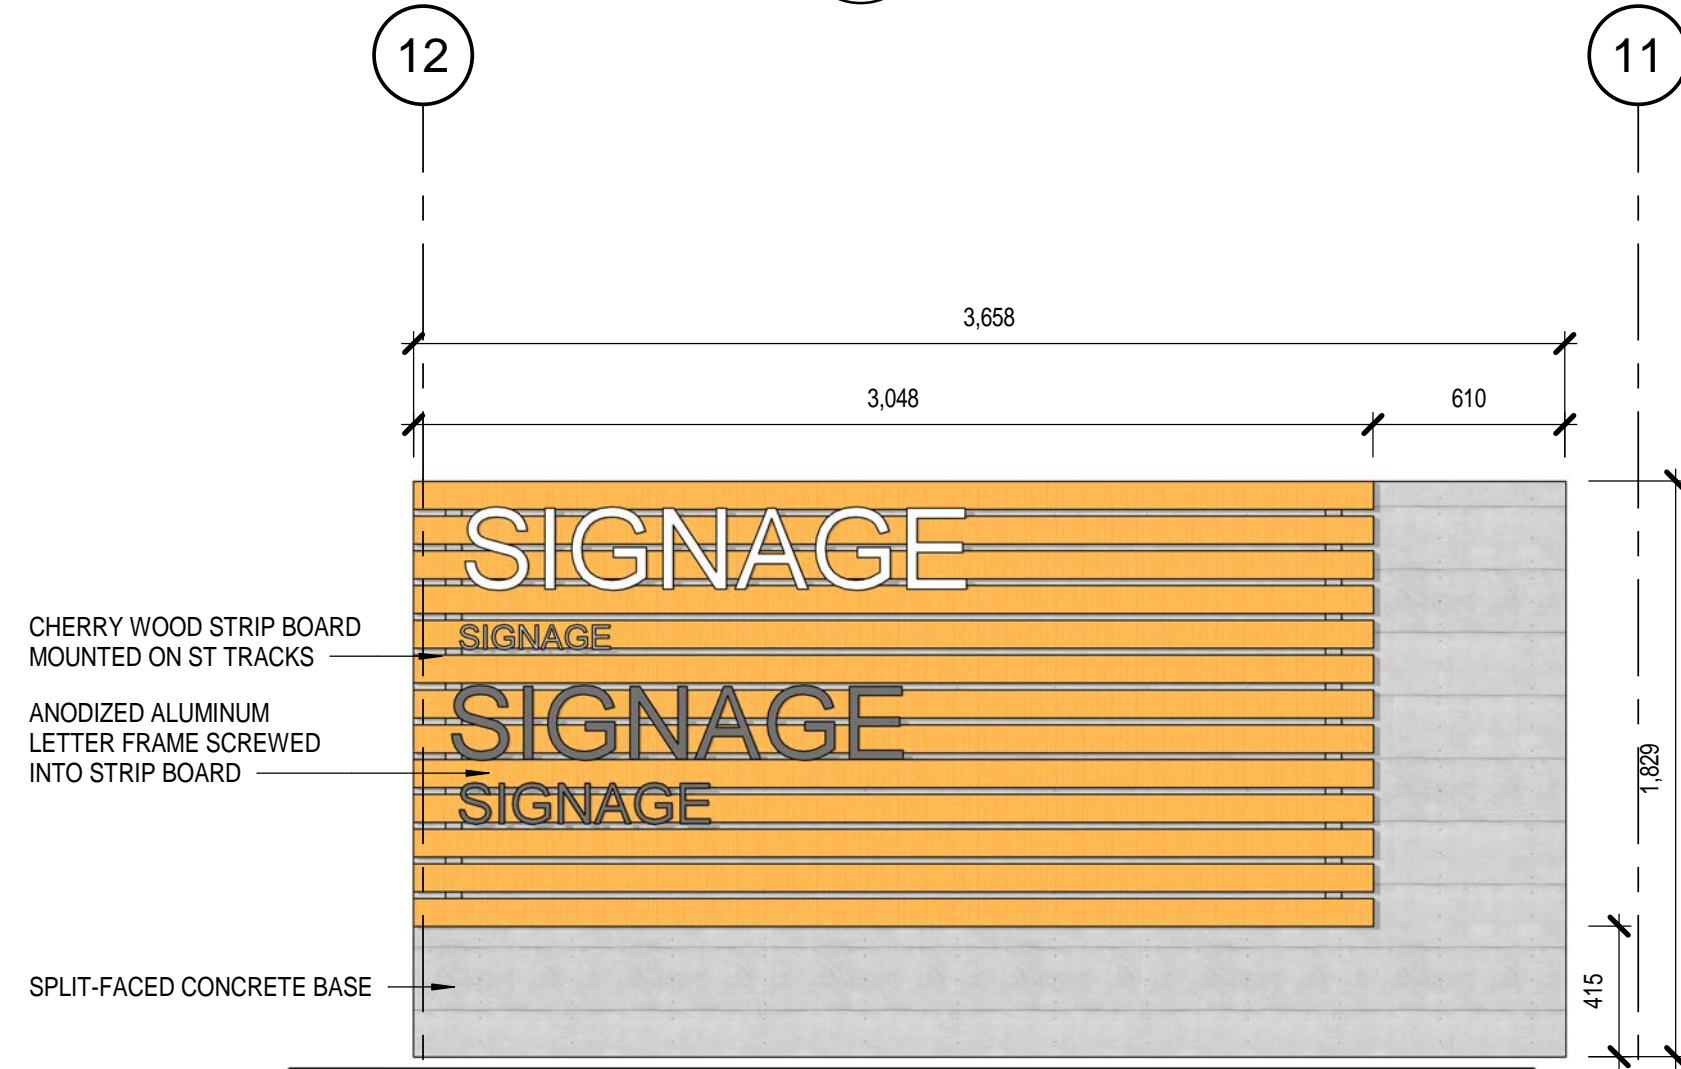 12
11
3,658
3,048
610
SIGNAGE
SIGNAGE
CHERRY WOOD STRIP BOARD
MOUNTED ON ST TRACKS
SIGNAGE
ANODIZED ALUMINUM
LETTER FRAME SCREWED
INTO STRIP BOARD
SIGNAGE
1,829
SPLIT-FACED CONCRETE BASE
415